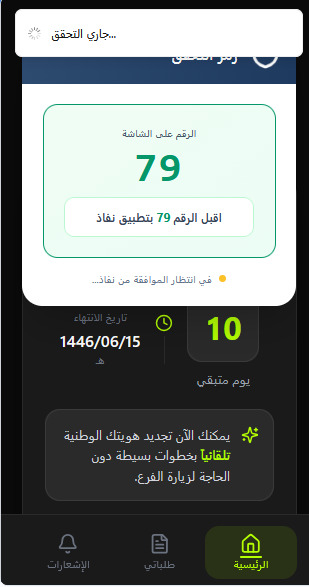 جاري التحقق...
رمز التحقق
الرقم على الشاشة
79
اقبل الرقم 79 بتطبيق نفاذ
في انتظار الموافقة من نفاذ...
10
يوم متبقي
تاريخ الانتهاء
1446/06/15
هـ
يمكنك الآن تجديد هويتك الوطنية
تلقائياً بخطوات بسيطة دون
الحاجة لزيارة الفرع.
الرئيسية
طلباتي
الإشعارات